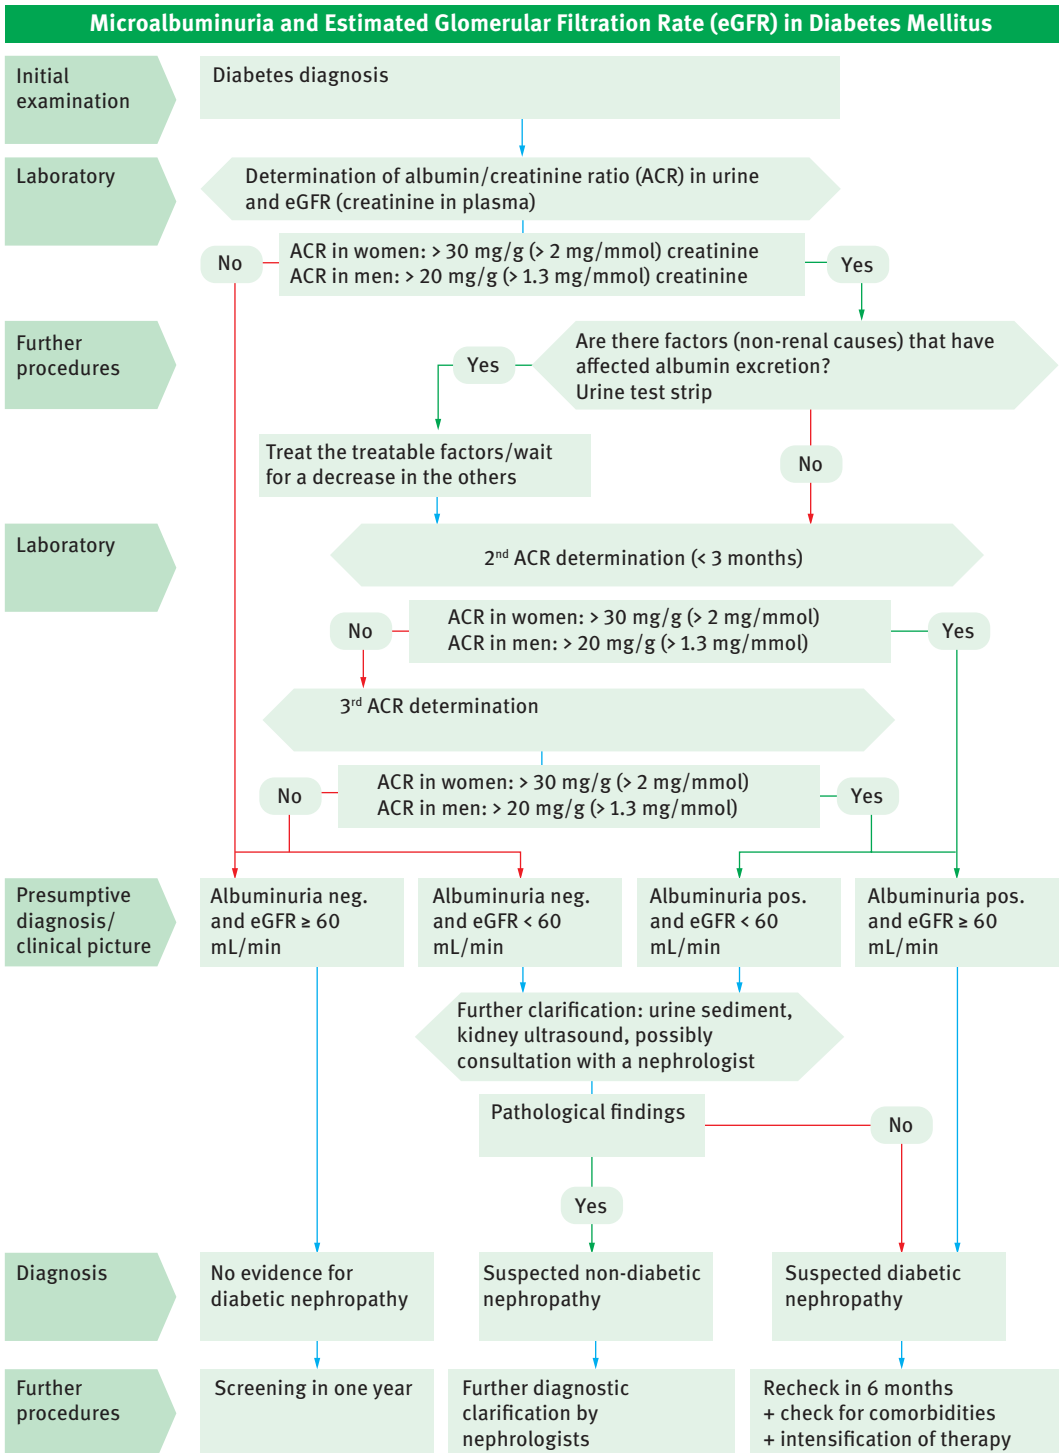 Microalbuminuria and Estimated Glomerular Filtration Rate (eGFR) in Diabetes Mellitus
Initial
examination
Diabetes diagnosis
Laboratory
Determination of albumin/creatinine ratio (ACR) in urine
and eGFR (creatinine in plasma)
No
ACR in women: > 30 mg/g (> 2 mg/mmol) creatinine
ACR in men: > 20 mg/g (> 1.3 mg/mmol) creatinine
Yes
Further
procedures
Are there factors (non-renal causes) that have
affected albumin excretion?
Urine test strip
Yes
Treat the treatable factors/wait
for a decrease in the others
No
Laboratory
2nd ACR determination (< 3 months)
No
ACR in women: > 30 mg/g (> 2 mg/mmol)
ACR in men: > 20 mg/g (> 1.3 mg/mmol)
Yes
3rd ACR determination
No
ACR in women: > 30 mg/g (> 2 mg/mmol)
ACR in men: > 20 mg/g (> 1.3 mg/mmol)
Yes
Presumptive
diagnosis/
clinical picture
Albuminuria neg.
and eGFR ≥ 60
mL/min
Albuminuria neg.
and eGFR < 60
mL/min
Albuminuria pos.
and eGFR < 60
mL/min
Albuminuria pos.
and eGFR ≥ 60
mL/min
Further clarification: urine sediment,
kidney ultrasound, possibly
consultation with a nephrologist
Pathological findings
No
Yes
Diagnosis
No evidence for
diabetic nephropathy
Suspected non-diabetic
nephropathy
Suspected diabetic
nephropathy
Further
procedures
Screening in one year
Further diagnostic
clarification by
nephrologists
Recheck in 6 months
+ check for comorbidities
+ intensification of therapy